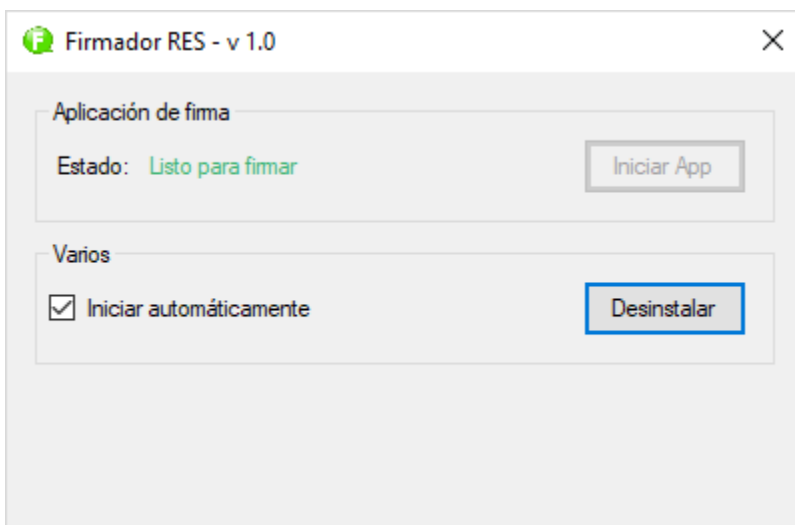 Firmador RES - v 1.0
Aplicación de firma
Estado: Listo para firmar Iniciar App
Varios
Iniciar automáticamente Desinstalar